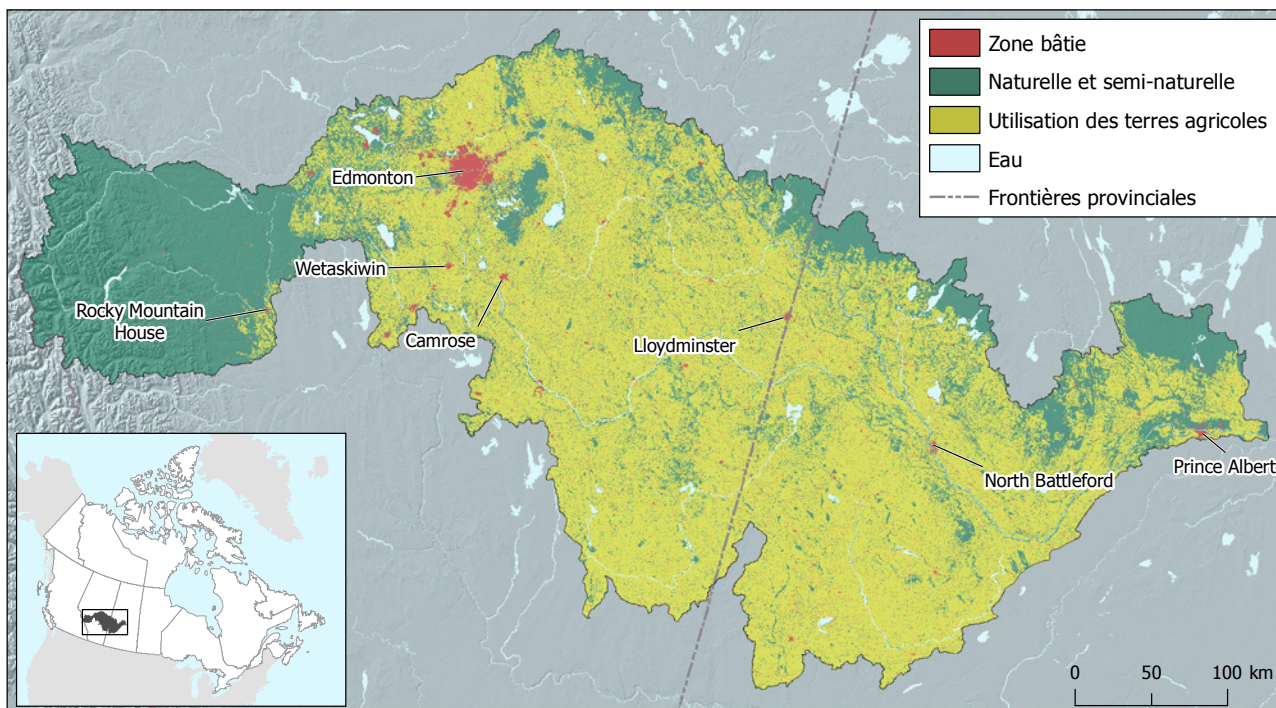 Zone bâtie
Naturelle et semi-naturelle
Utilisation des terres agricoles
Eau
Frontières provinciales
Edmonton
Wetaskiwin
Rocky Mountain
House
Camrose
Lloydminster
North Battleford
Prince Albert
0 50 100 km